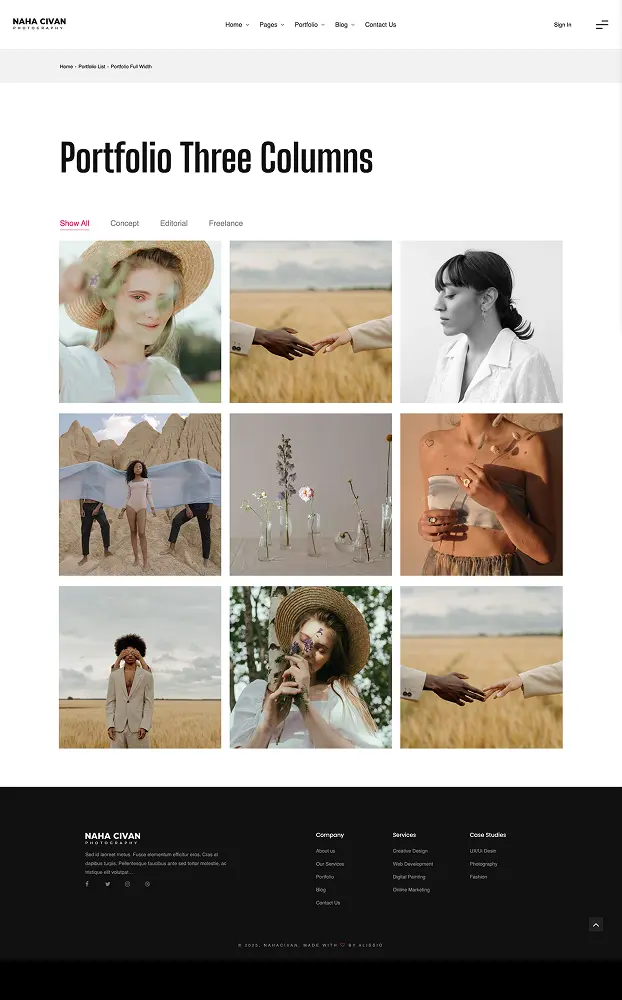 NAHA CIVAN
PHOTOGRAPHY
Home Pages Portfolio Blog Contact Us
Sign In
Home - Portfolio List - Portfolio Full Width
Portfolio Three Columns
Show All Concept Editorial Freelance
NAHA CIVAN
PHOTOGRAPHY
Sed id laoreet metus. Fusce elementum efficitur eros. Cras at
dapibus turpis. Pellentesque faucibus ante sed tortor molestie, ac
tristique elit volutpat....
Company
About us
Our Services
Portfolio
Blog
Contact Us
Services
Creative Design
Web Development
Digital Painting
Online Marketing
Case Studies
UX/UI Desin
Photography
Fashion
© 2023, NAHACIVAN. MADE WITH ♡ BY ALISGIO